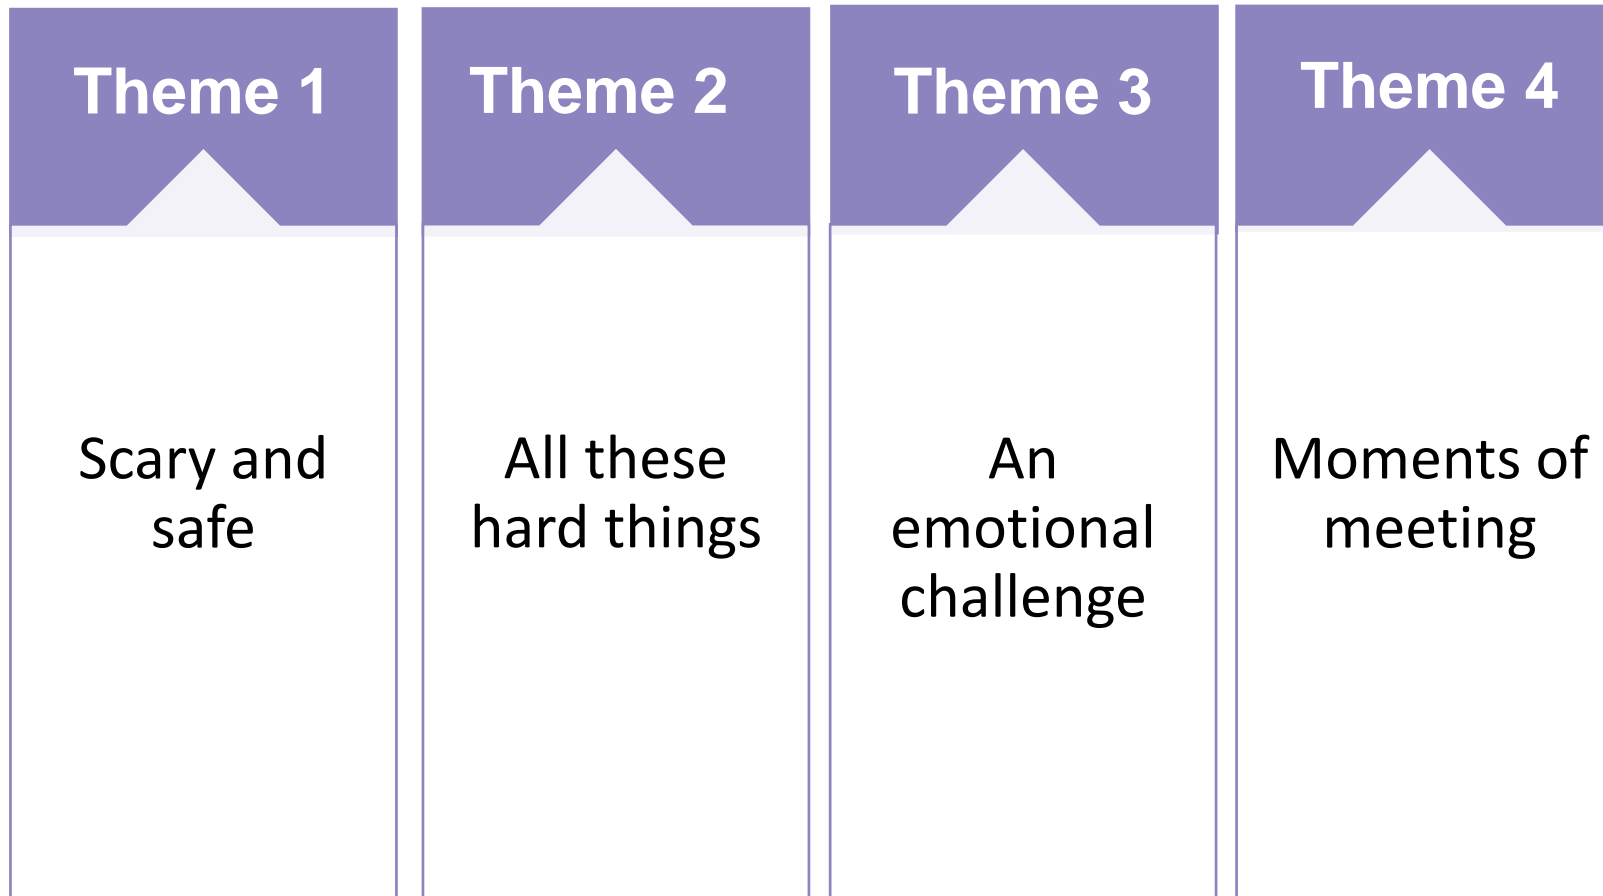 Theme 1
Scary and
safe
Theme 2
All these
hard things
Theme 3
An
emotional
challenge
Theme 4
Moments of
meeting